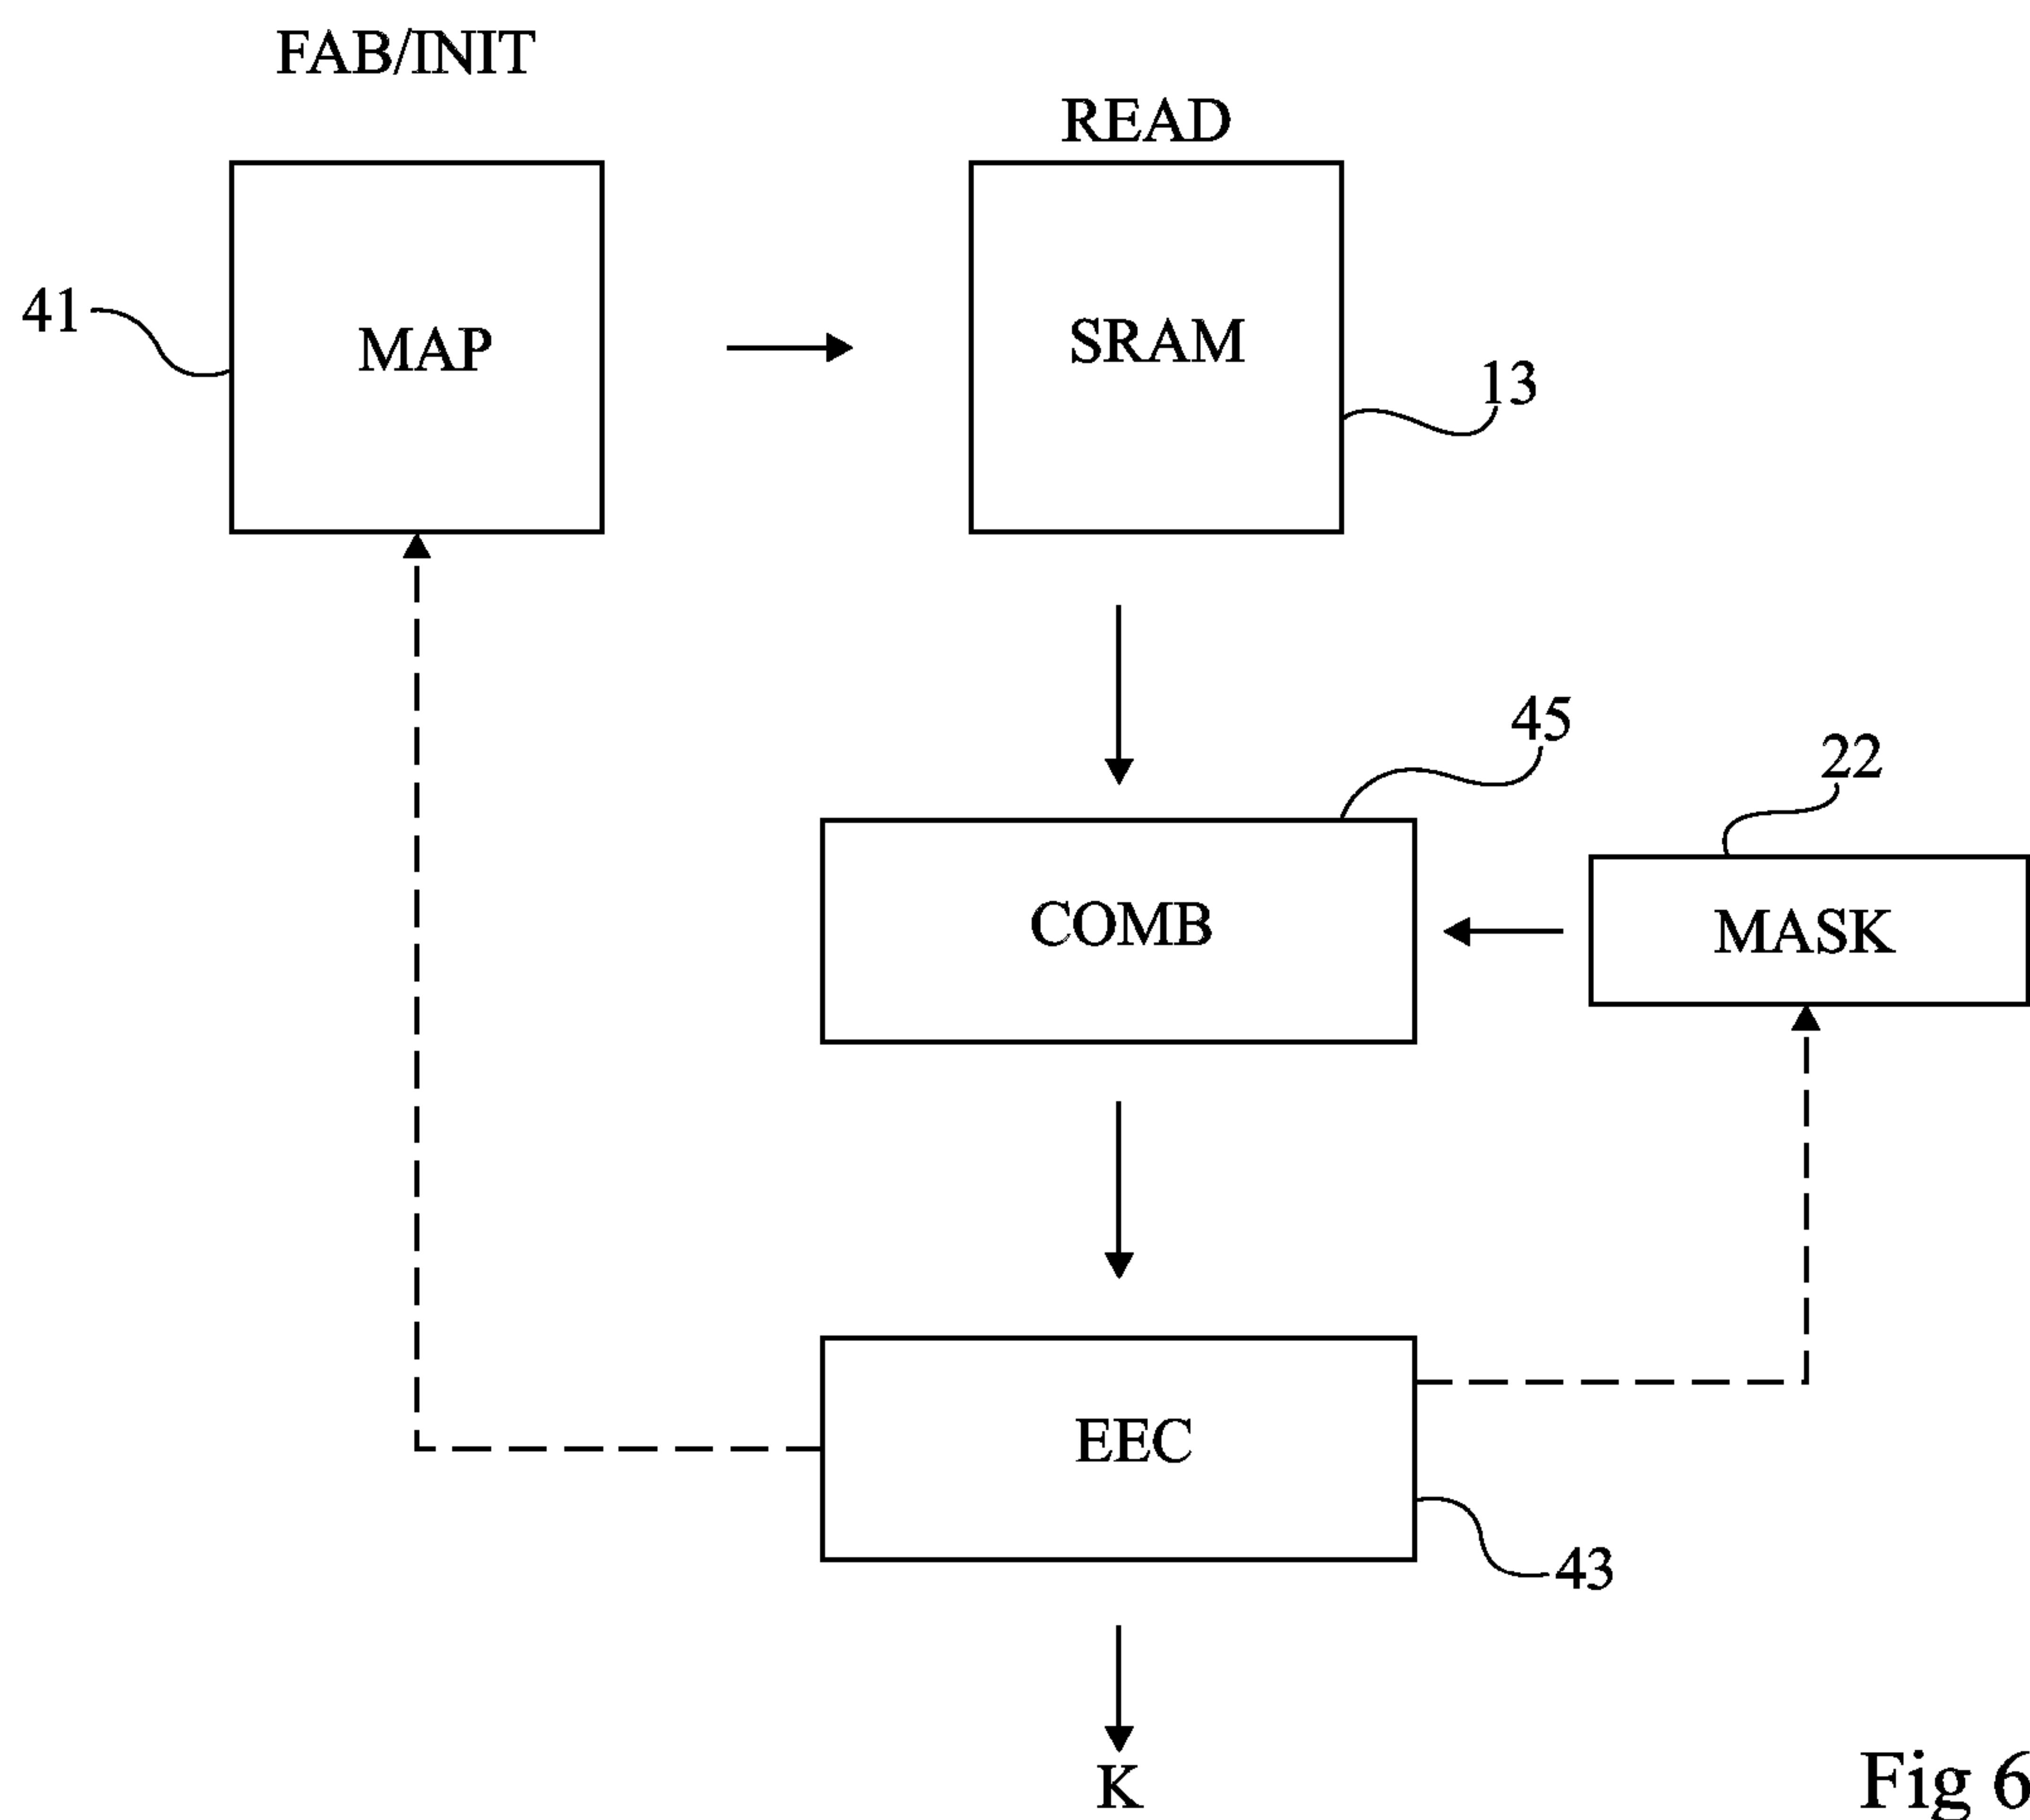 FAB/INIT
READ
41
MAP
SRAM
13
45
22
COMB
MASK
EEC
43
K
Fig 6